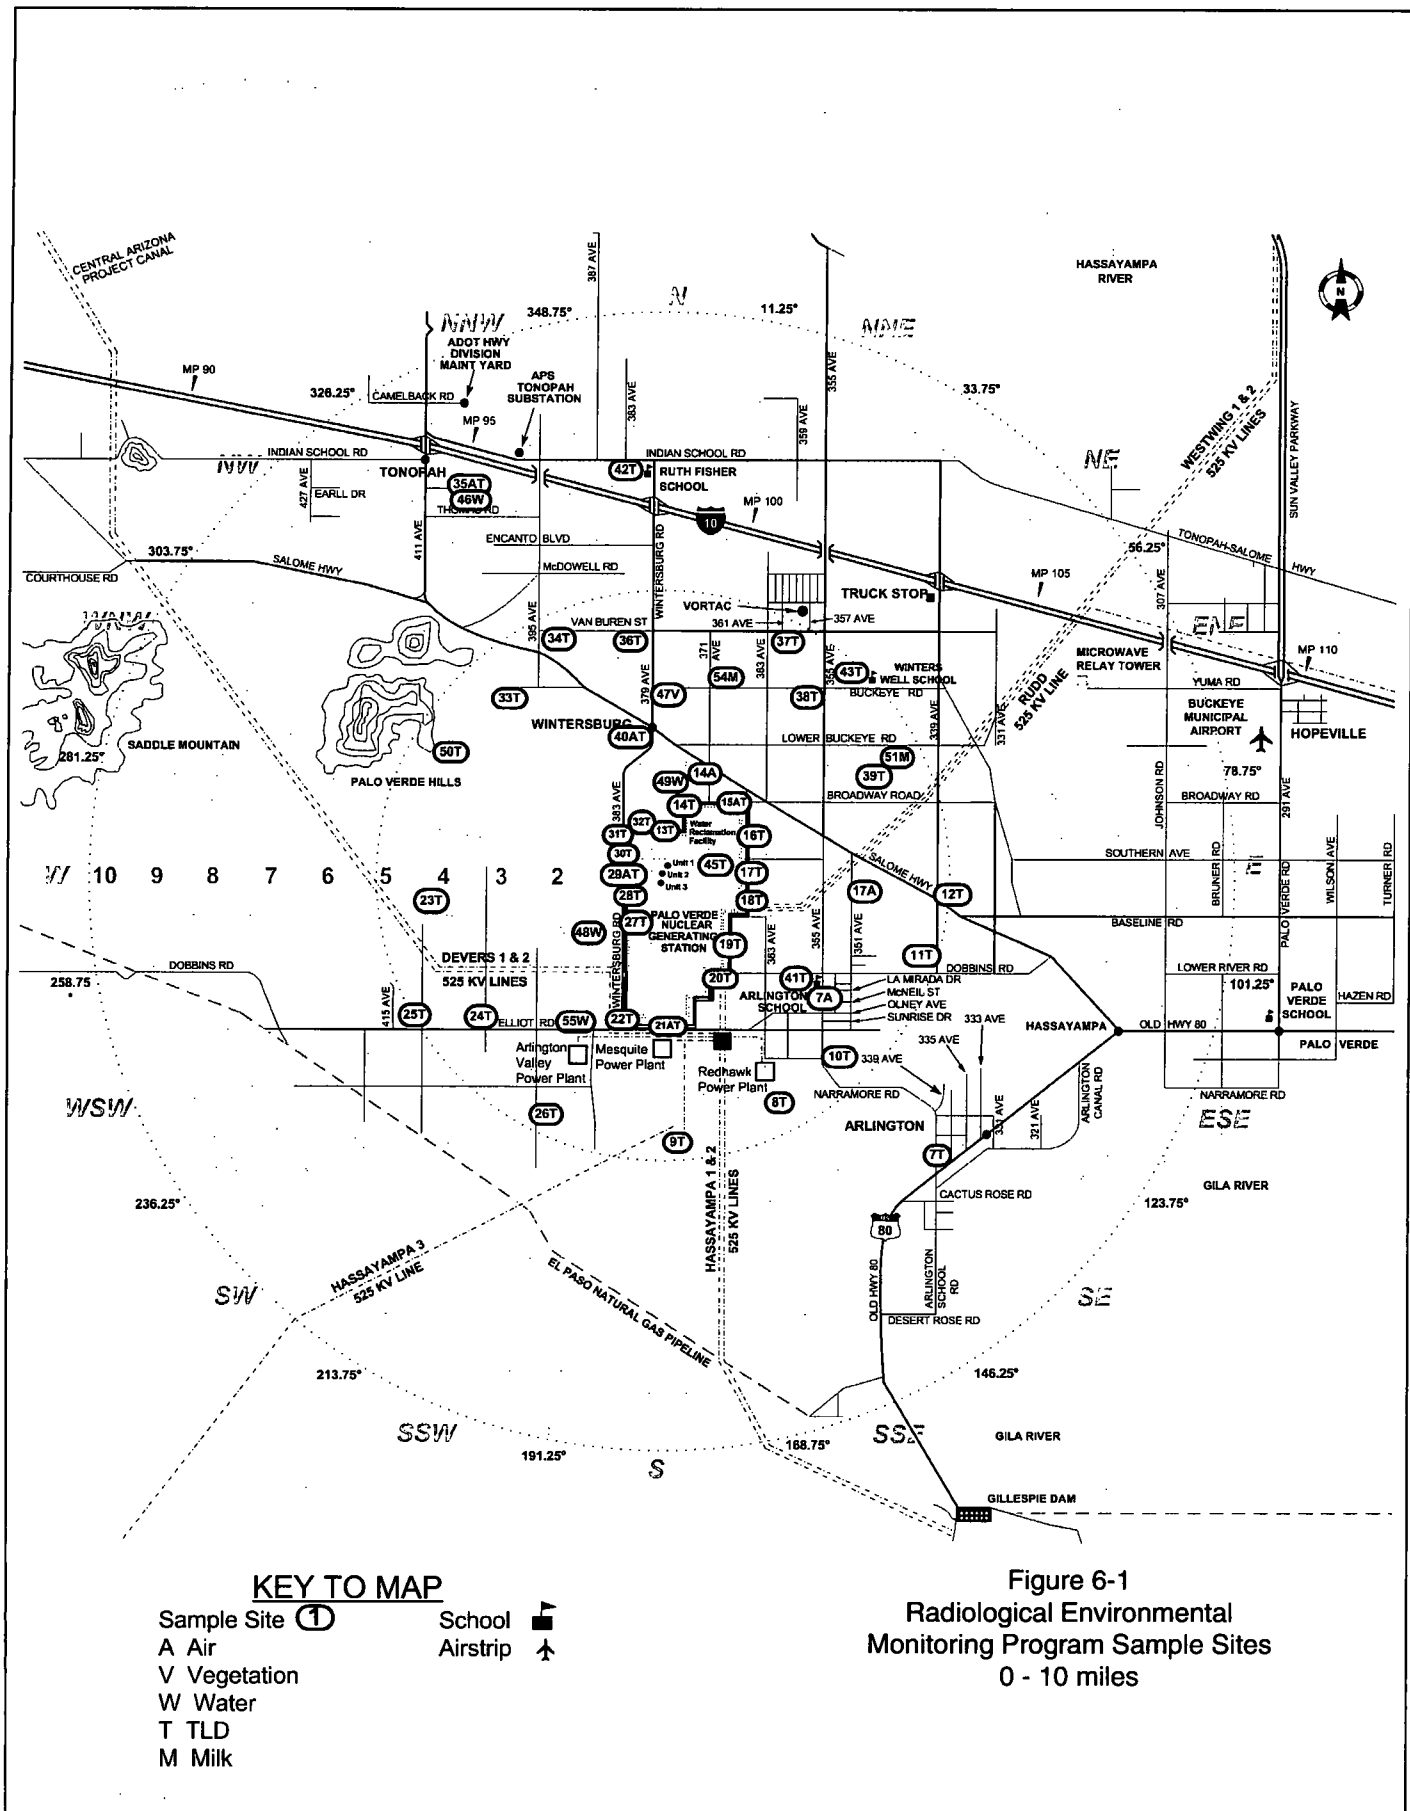 CENTRAL ARIZONA
PROJECT CANAL
387 AVE
HASSAYAMPA
RIVER
N
NNW
348.75°
N
11.25°
NNE
ADOT HWY
DIVISION
MAINT YARD
MP 90
326.25°
CAMELBACK RD
APS
TONOPAH
SUBSTATION
383 AVE
355 AVE
33.75°
WESTWING 1 & 2
525 KV LINES
SUN VALLEY PARKWAY
MP 95
359 AVE
NW
INDIAN SCHOOL RD
INDIAN SCHOOL RD
NE
TONOPAH
42T
RUTH FISHER
SCHOOL
427 AVE
EARLL DR
35AT
46W
THOMAS RD
MP 100
10
411 AVE
ENCANTO BLVD
WINTERSBURG RD
303.75°
SALOME HWY
56.25°
TONOPAH-SALOME HWY
COURTHOUSE RD
McDOWELL RD
MP 105
307 AVE
TRUCK STOP
VORTAC
WNW
395 AVE
VAN BUREN ST
361 AVE
357 AVE
ENE
34T
36T
371 AVE
383 AVE
37T
355 AVE
MICROWAVE
RELAY TOWER
MP 110
54M
43T
WINTERS
WELL SCHOOL
RUDD
525 KV LINE
YUMA RD
33T
379 AVE
47V
38T
BUCKEYE RD
339 AVE
331 AVE
BUCKEYE
MUNICIPAL
AIRPORT
HOPEVILLE
WINTERSBURG
40AT
LOWER BUCKEYE RD
SADDLE MOUNTAIN
281.25°
50T
51M
78.75°
PALO VERDE HILLS
14A
49W
39T
JOHNSON RD
291 AVE
383 AVE
14T
15AT
BROADWAY ROAD
BROADWAY RD
32T
13T
Water
Reclamation
Facility
31T
16T
30T
SALOME HWY
SOUTHERN AVE
BRUNER RD
PALO VERDE RD
WILSON AVE
TURNER RD
W 10 9 8 7 6 5 4 3 2
Unit 1
Unit 2
Unit 3
45T
17T
E
29AT
23T
28T
18T
17A
12T
PALO VERDE
NUCLEAR
GENERATING
STATION
27T
48W
WINTERSBURG RD
19T
383 AVE
355 AVE
351 AVE
BASELINE RD
DEVERS 1 & 2
525 KV LINES
11T
258.75
DOBBINS RD
20T
41T
DOBBINS RD
LOWER RIVER RD
101.25°
LA MIRADA DR
McNEIL ST
OLNEY AVE
SUNRISE DR
ARLINGTON
SCHOOL
7A
PALO
VERDE
SCHOOL
HAZEN RD
415 AVE
25T
24T
ELLIOT RD
55W
22T
21AT
333 AVE
HASSAYAMPA
OLD HWY 80
PALO VERDE
335 AVE
Arlington
Valley
Power Plant
Mesquite
Power Plant
10T
339 AVE
Redhawk
Power Plant
NARRAMORE RD
ARLINGTON
CANAL RD
NARRAMORE RD
WSW
26T
8T
ARLINGTON
331 AVE
321 AVE
ESE
9T
7T
HASSAYAMPA 1 & 2
525 KV LINES
CACTUS ROSE RD
GILA RIVER
236.25°
123.75°
80
HASSAYAMPA 3
525 KV LINE
EL PASO NATURAL GAS PIPELINE
OLD HWY 80
ARLINGTON
SCHOOL
RD
SW
SE
DESERT ROSE RD
213.75°
146.25°
SSW
191.25°
S
168.75°
SSE
GILA RIVER
GILLESPIE DAM
KEY TO MAP
Sample Site 1
School
A Air
Airstrip
V Vegetation
W Water
T TLD
M Milk
Figure 6-1
Radiological Environmental
Monitoring Program Sample Sites
0 - 10 miles